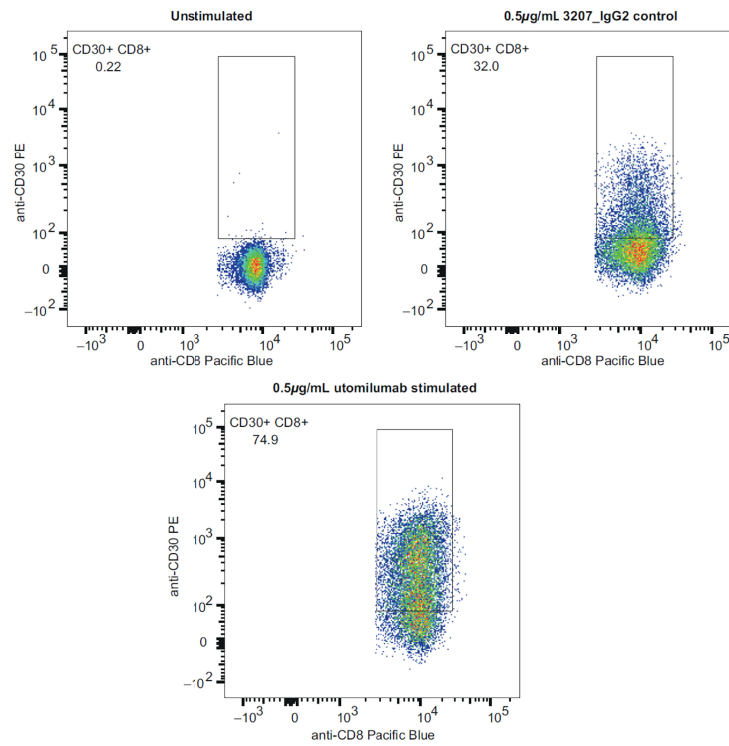 Unstimulated
CD30+ CD8+
0.22
10^5
10^4
10^3
10^2
0
−10^2
anti-CD30 PE
−10^3 0 10^3 10^4 10^5
anti-CD8 Pacific Blue
0.5µg/mL 3207_IgG2 control
CD30+ CD8+
32.0
10^5
10^4
10^3
10^2
0
−10^2
anti-CD30 PE
−10^3 0 10^3 10^4 10^5
anti-CD8 Pacific Blue
0.5µg/mL utomilumab stimulated
CD30+ CD8+
74.9
10^5
10^4
10^3
10^2
0
−10^2
anti-CD30 PE
−10^3 0 10^3 10^4 10^5
anti-CD8 Pacific Blue